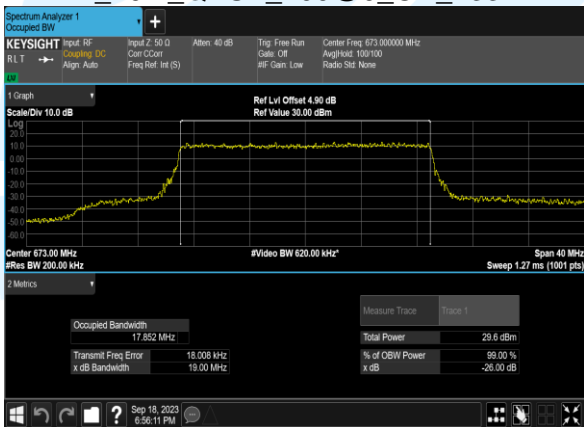 Spectrum Analyzer 1
Occupied BW
+
KEYSIGHT Input: RF Input Z: 50 Ω Atten: 40 dB Trig: Free Run Center Freq: 673.000000 MHz
RLT Coupling: DC Corr CCorr Gate: Off Avg|Hold: 100/100
Align: Auto Freq Ref: Int (S) #IF Gain: Low Radio Std: None
1 Graph
Ref Lvl Offset 4.90 dB
Scale/Div 10.0 dB Ref Value 30.00 dBm
Log
20.0
10.0
0.00
-10.0
-20.0
-30.0
-40.0
-50.0
-60.0
Center 673.00 MHz #Video BW 620.00 kHz* Span 40 MHz
#Res BW 200.00 kHz Sweep 1.27 ms (1001 pts)
2 Metrics
Measure Trace Trace 1
Occupied Bandwidth
17.852 MHz Total Power 29.6 dBm
Transmit Freq Error 18.008 kHz % of OBW Power 99.00 %
x dB Bandwidth 19.00 MHz x dB -26.00 dB
? Sep 18, 2023
6:56:11 PM